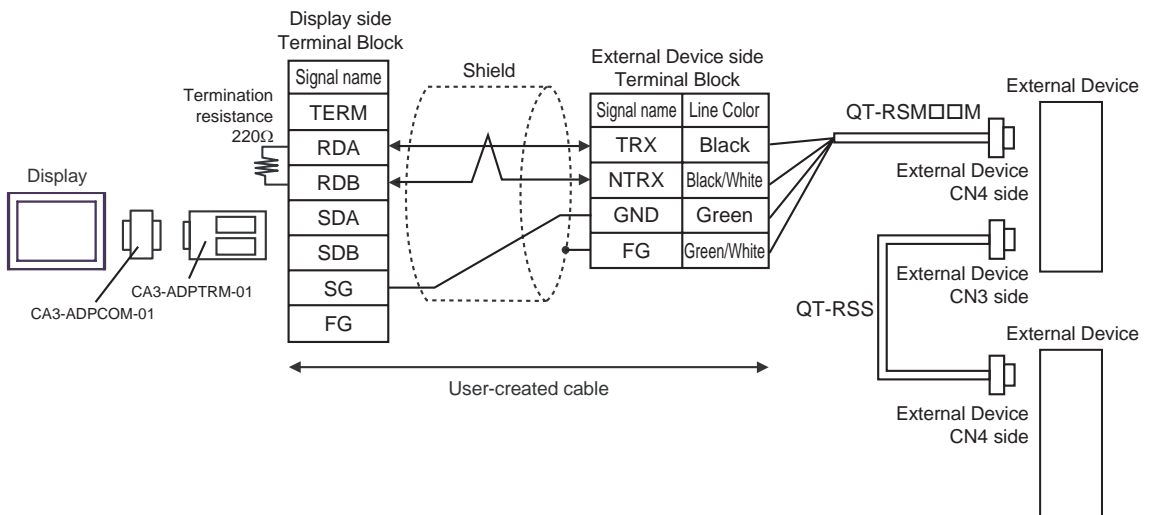 Display side
Terminal Block
Signal name
TERM
RDA
RDB
SDA
SDB
SG
FG
Termination
resistance
220Ω
Display
CA3-ADPTRM-01
CA3-ADPCOM-01
Shield
External Device side
Terminal Block
Signal name Line Color
TRX Black
NTRX Black/White
GND Green
FG Green/White
User-created cable
QT-RSM□□M
External Device
External Device
CN4 side
External Device
CN3 side
QT-RSS
External Device
External Device
CN4 side